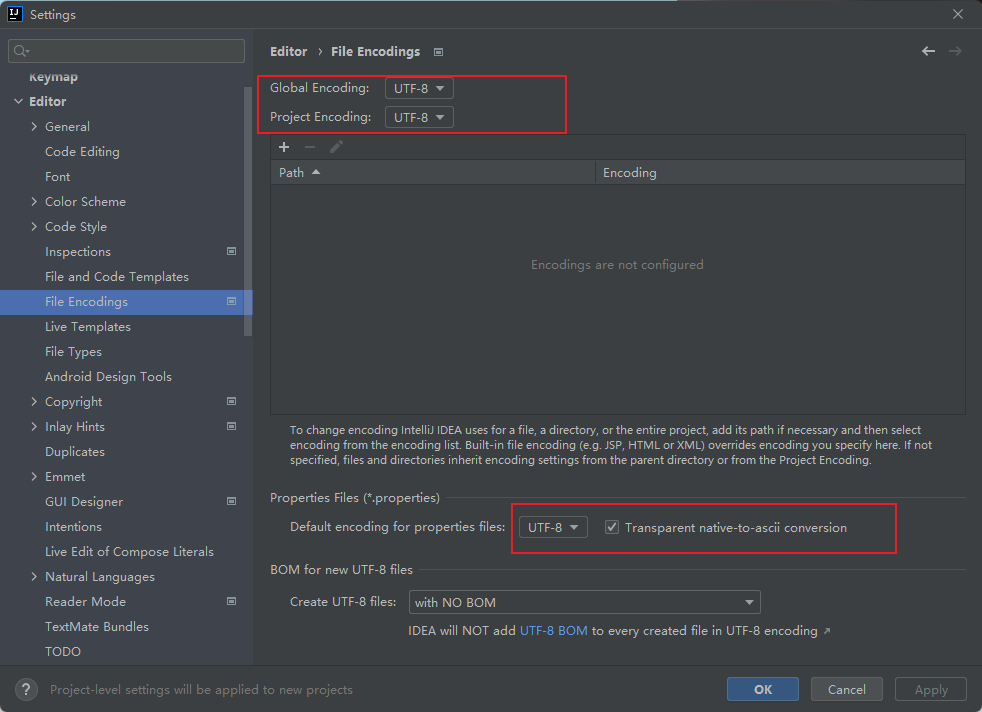 IJ Settings
Editor › File Encodings
Keymap
Editor
General
Code Editing
Font
Color Scheme
Code Style
Inspections
File and Code Templates
File Encodings
Live Templates
File Types
Android Design Tools
Copyright
Inlay Hints
Duplicates
Emmet
GUI Designer
Intentions
Live Edit of Compose Literals
Natural Languages
Reader Mode
TextMate Bundles
TODO
Global Encoding: UTF-8
Project Encoding: UTF-8
Path Encoding
Encodings are not configured
To change encoding IntelliJ IDEA uses for a file, a directory, or the entire project, add its path if necessary and then select
encoding from the encoding list. Built-in file encoding (e.g. JSP, HTML or XML) overrides encoding you specify here. If not
specified, files and directories inherit encoding settings from the parent directory or from the Project Encoding.
Properties Files (*.properties)
Default encoding for properties files: UTF-8 Transparent native-to-ascii conversion
BOM for new UTF-8 files
Create UTF-8 files: with NO BOM
IDEA will NOT add UTF-8 BOM to every created file in UTF-8 encoding ↗
? Project-level settings will be applied to new projects
OK Cancel Apply